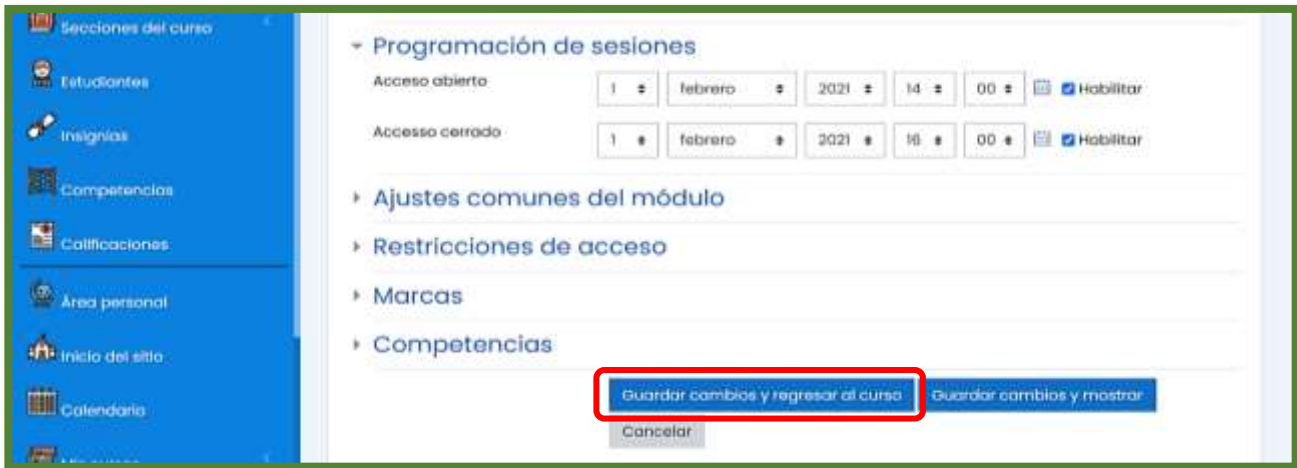 Secciones del curso
Estudiantes
Insignias
Competencias
Calificaciones
Área personal
Inicio del sitio
Calendario
Programación de sesiones
Acceso abierto 1 febrero 2021 14 00 Habilitar
Accesso cerrado 1 febrero 2021 16 00 Habilitar
Ajustes comunes del módulo
Restricciones de acceso
Marcas
Competencias
Guardar cambios y regresar al curso Guardar cambios y mostrar
Cancelar